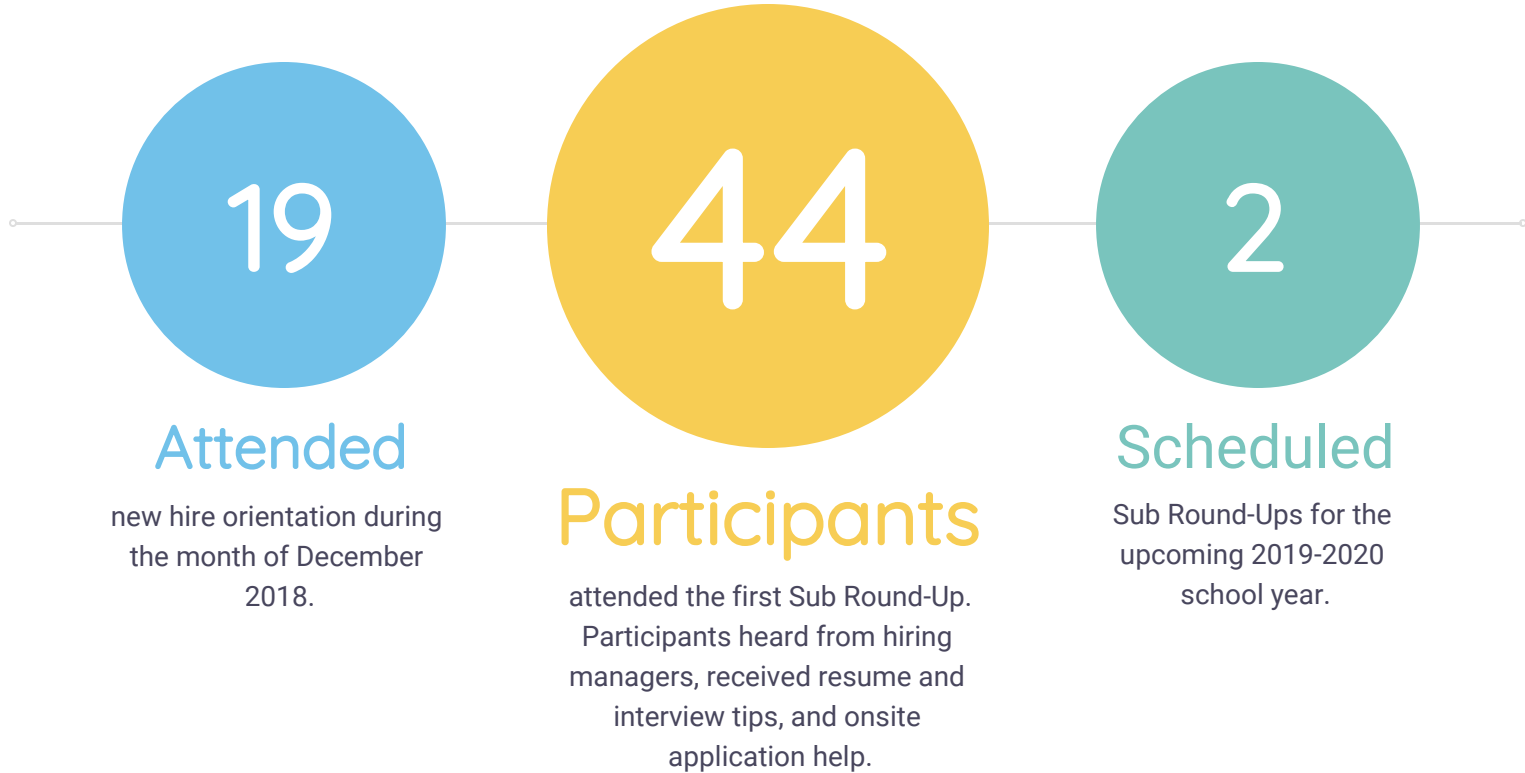 19
Attended
new hire orientation during
the month of December
2018.
44
Participants
attended the first Sub Round-Up.
Participants heard from hiring
managers, received resume and
interview tips, and onsite
application help.
2
Scheduled
Sub Round-Ups for the
upcoming 2019-2020
school year.